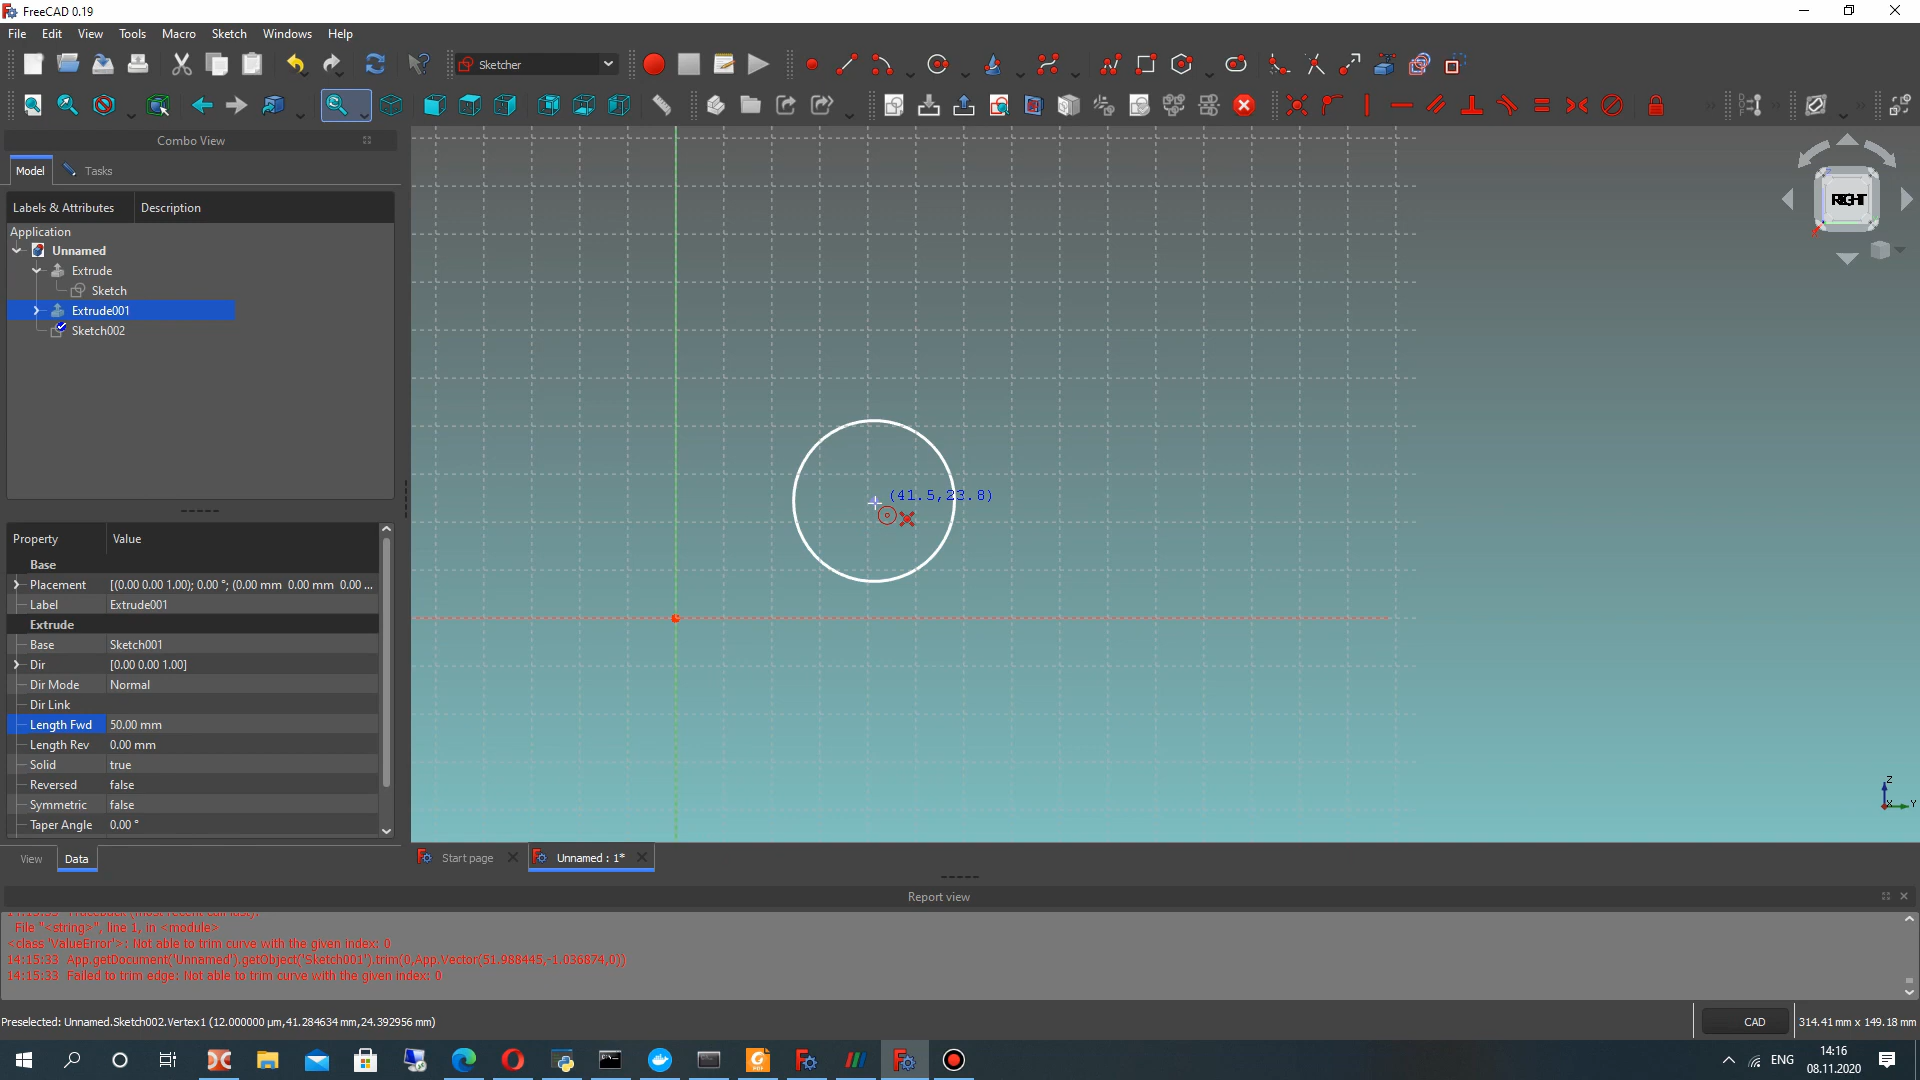 FreeCAD 0.19
File Edit View Tools Macro Sketch Windows Help
Sketcher
Combo View
Model Tasks
Labels & Attributes Description
Application
Unnamed
Extrude
Sketch
Extrude001
Sketch002
Property Value
Base
Placement [(0.00 0.00 1.00); 0.00 °; (0.00 mm 0.00 mm 0.00 ...
Label Extrude001
Extrude
Base Sketch001
Dir [0.00 0.00 1.00]
Dir Mode Normal
Dir Link
Length Fwd 50.00 mm
Length Rev 0.00 mm
Solid true
Reversed false
Symmetric false
Taper Angle 0.00 °
View Data
(41.5,23.8)
RIGHT
Z
X
Y
Start page Unnamed : 1*
Report view
File "<string>", line 1, in <module>
<class 'ValueError'>: Not able to trim curve with the given index: 0
14:15:33 App.getDocument('Unnamed').getObject('Sketch001').trim(0,App.Vector(51.988445,-1.036874,0))
14:15:33 Failed to trim edge: Not able to trim curve with the given index: 0
Preselected: Unnamed.Sketch002.Vertex1 (12.000000 µm,41.284634 mm,24.392956 mm)
CAD
314.41 mm x 149.18 mm
ENG
14:16
08.11.2020